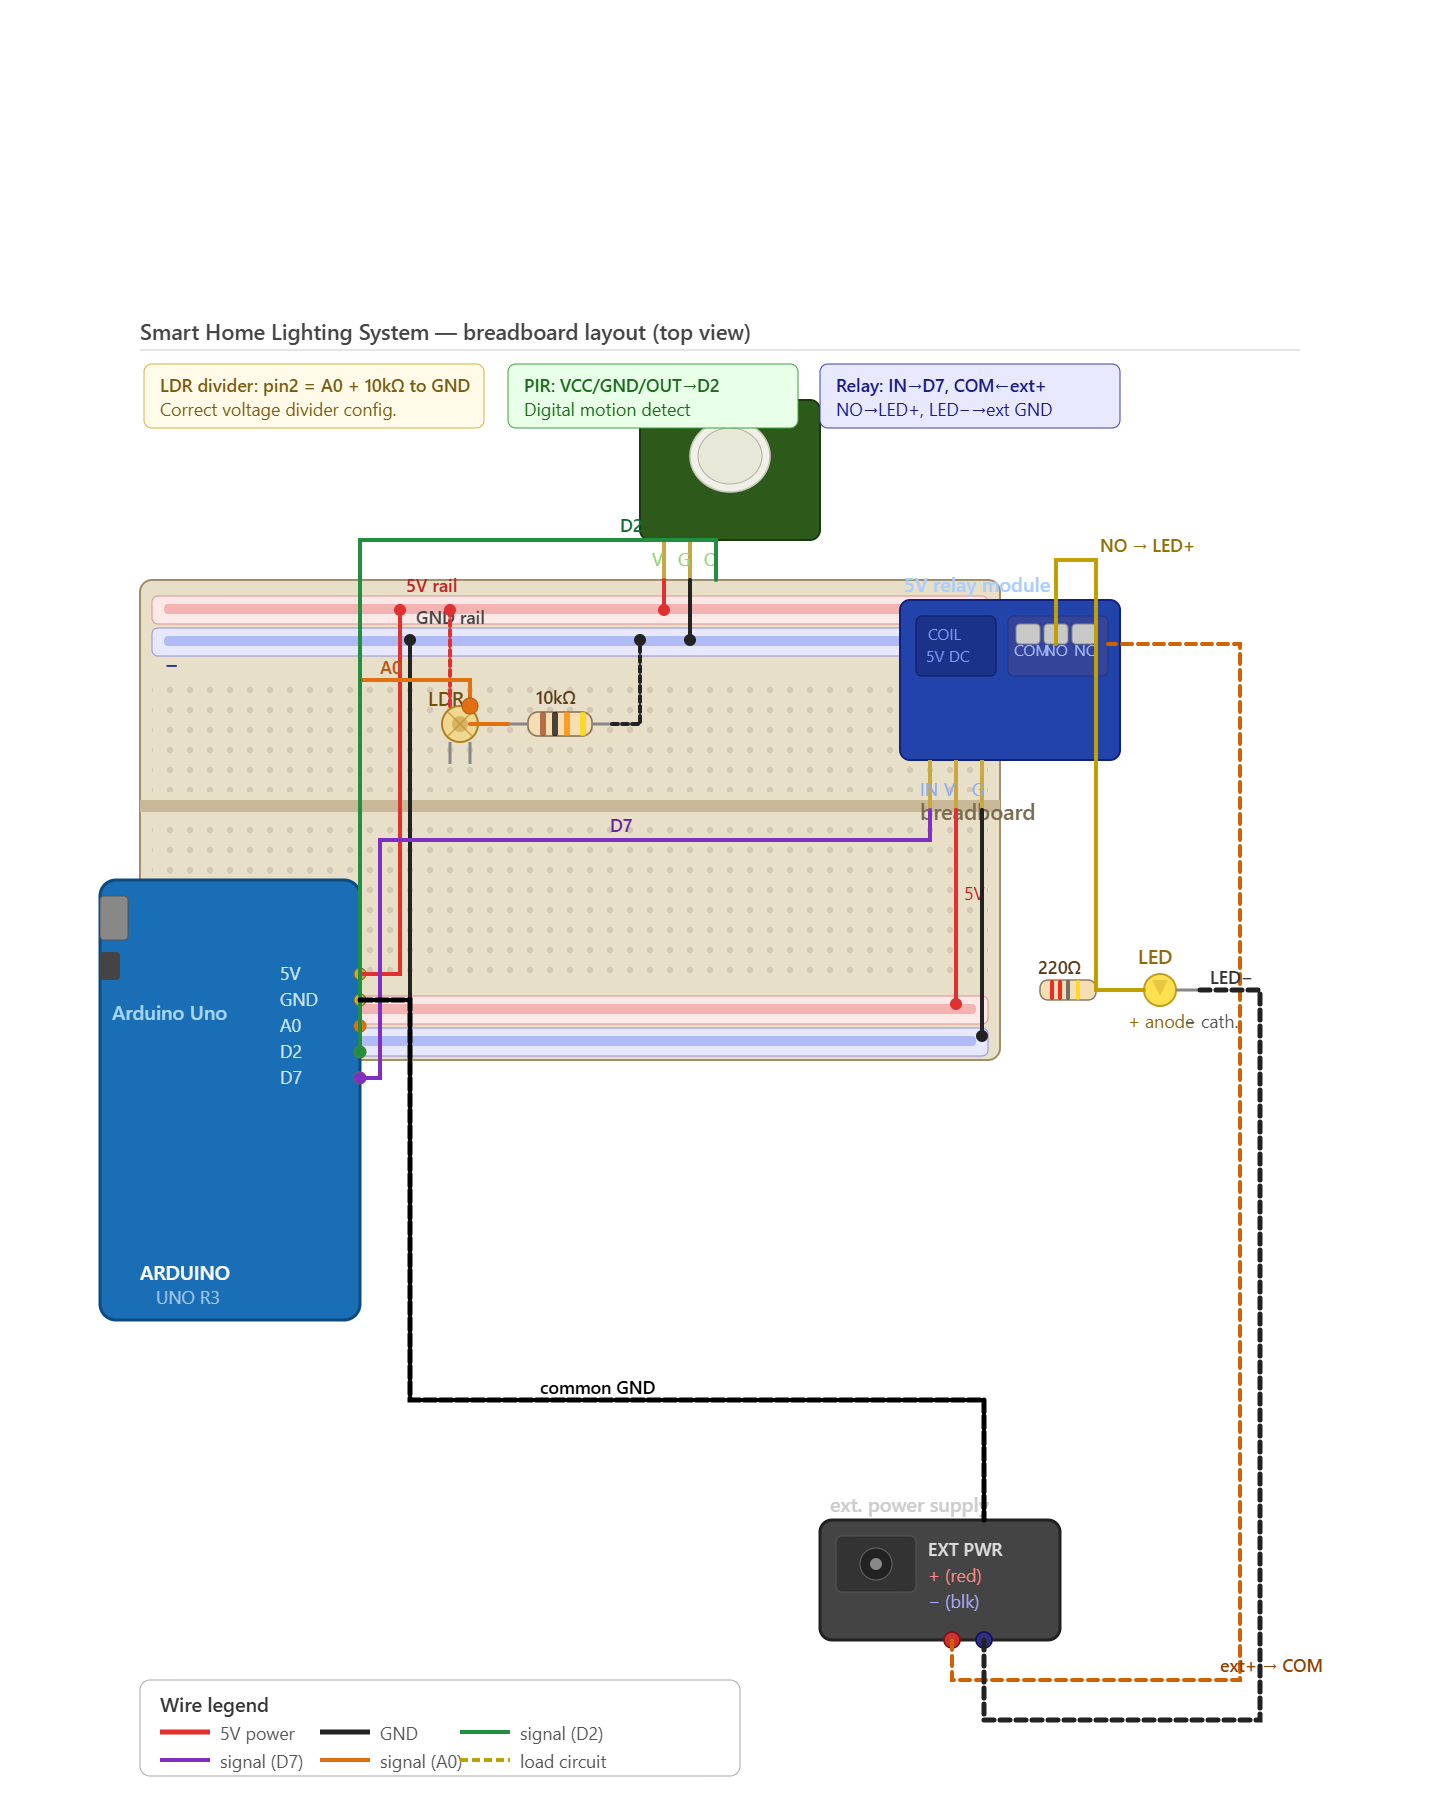 Smart Home Lighting System — breadboard layout (top view)
LDR divider: pin2 = A0 + 10kΩ to GND
Correct voltage divider config.
PIR: VCC/GND/OUT→D2
Digital motion detect
Relay: IN→D7, COM←ext+
NO→LED+, LED−→ext GND
D2
V G O
NO → LED+
5V rail
5V relay module
GND rail
COIL
5V DC
COM NO NC
−
A0
LDR
10kΩ
IN V G
breadboard
D7
5V
5V
GND
A0
D2
D7
Arduino Uno
220Ω
LED
LED−
+ anode
− cath.
ARDUINO
UNO R3
common GND
ext. power supply
EXT PWR
+ (red)
− (blk)
ext+ → COM
Wire legend
5V power
GND
signal (D2)
signal (D7)
signal (A0)
load circuit